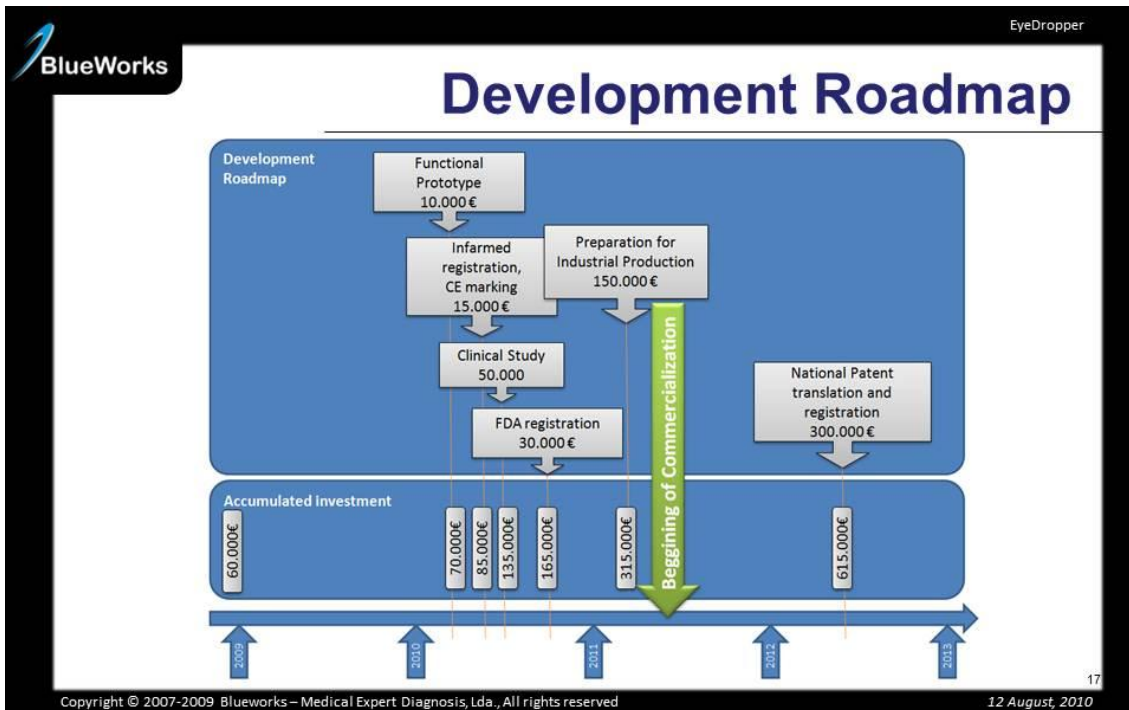 EyeDropper
BlueWorks
Development Roadmap
Development
Roadmap
Functional
Prototype
10.000 €
Infarmed
registration,
CE marking
15.000 €
Preparation for
Industrial Production
150.000 €
Clinical Study
50.000
FDA registration
30.000 €
National Patent
translation and
registration
300.000 €
Beggining of Commercialization
Accumulated investment
60.000€
70.000€
85.000€
135.000€
165.000€
315.000€
615.000€
2009
2010
2011
2012
2013
17
Copyright © 2007-2009 Blueworks – Medical Expert Diagnosis, Lda., All rights reserved
12 August, 2010